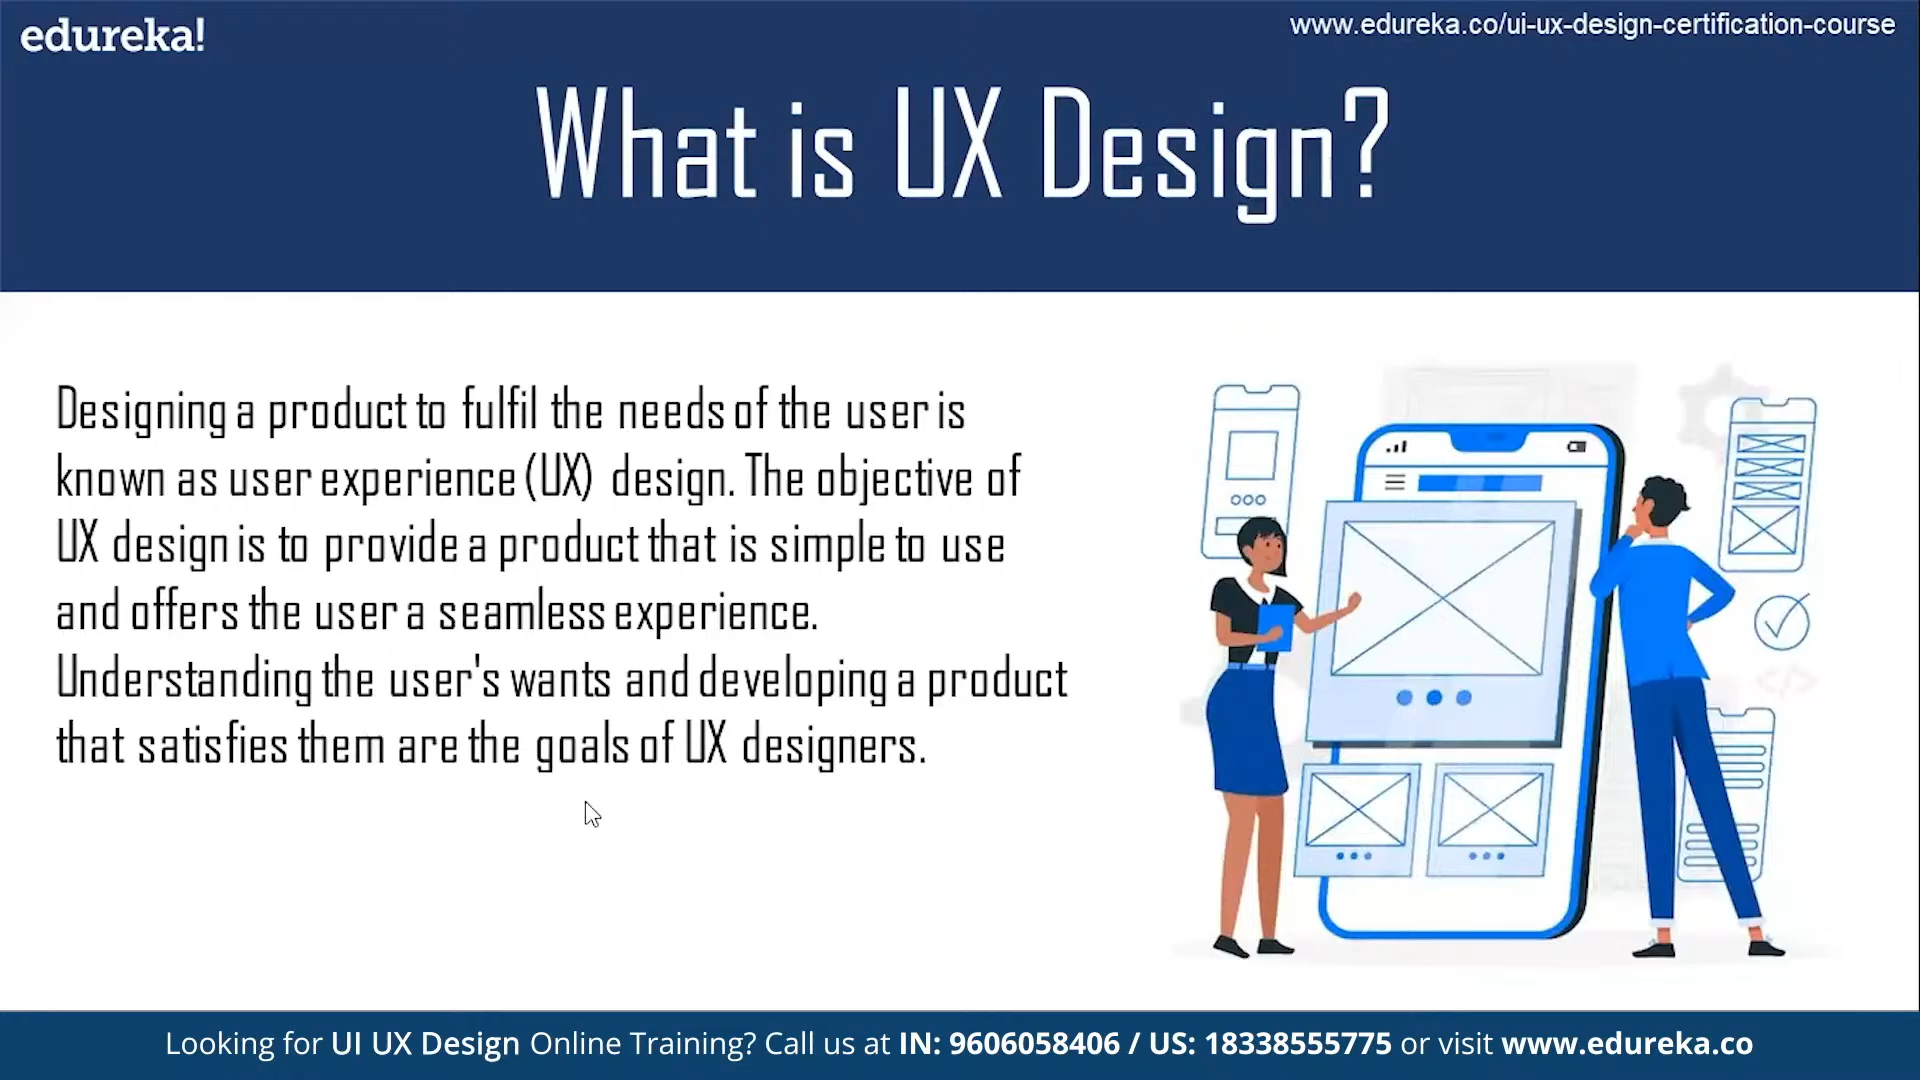 edureka!
www.edureka.co/ui-ux-design-certification-course
What is UX Design?
Designing a product to fulfil the needs of the user is
known as user experience (UX) design. The objective of
UX design is to provide a product that is simple to use
and offers the user a seamless experience.
Understanding the user's wants and developing a product
that satisfies them are the goals of UX designers.
</>
Looking for UI UX Design Online Training? Call us at IN: 9606058406 / US: 18338555775 or visit www.edureka.co